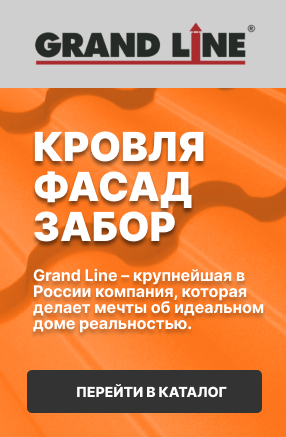 GRAND LINE®
КРОВЛЯ
ФАСАД
ЗАБОР
Grand Line – крупнейшая в
России компания, которая
делает мечты об идеальном
доме реальностью.
ПЕРЕЙТИ В КАТАЛОГ